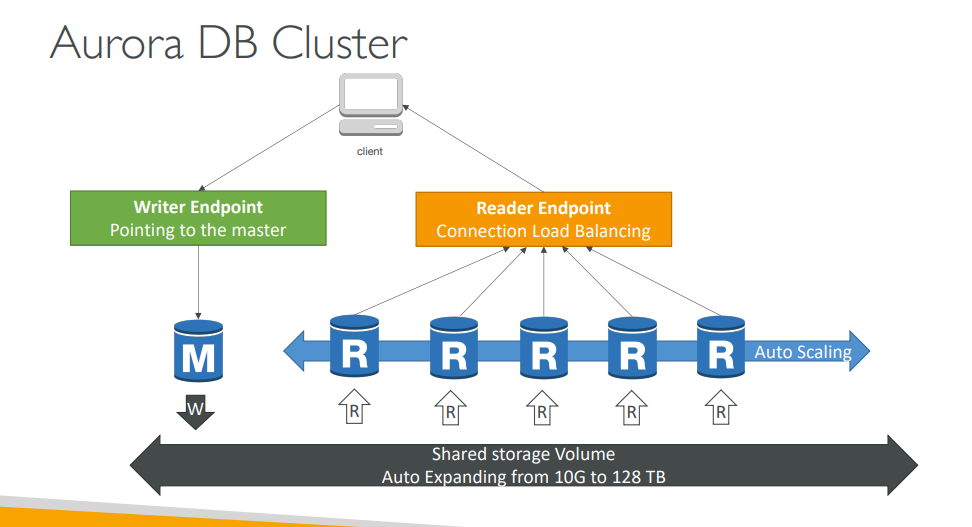 Aurora DB Cluster
client
Writer Endpoint
Pointing to the master
Reader Endpoint
Connection Load Balancing
M
R
R
R
R
R
Auto Scaling
W
R
R
R
R
R
Shared storage Volume
Auto Expanding from 10G to 128 TB